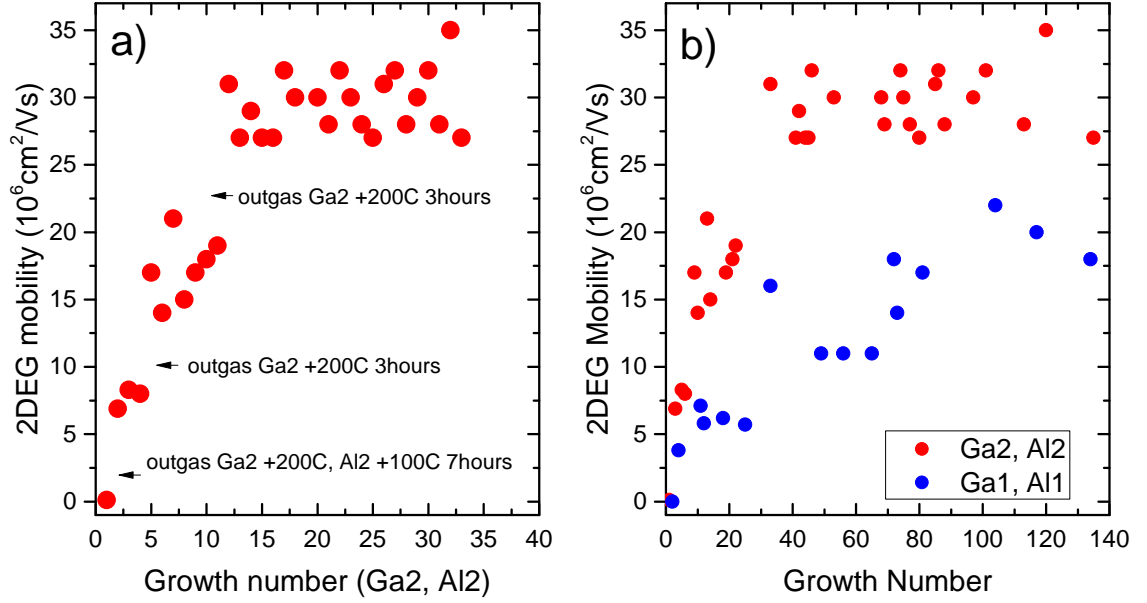 a)
2DEG mobility (10⁶cm²/Vs)
35
30
25
20
15
10
5
0
outgas Ga2 +200C 3hours
outgas Ga2 +200C 3hours
outgas Ga2 +200C, Al2 +100C 7hours
0 5 10 15 20 25 30 35 40
Growth number (Ga2, Al2)
b)
2DEG Mobility (10⁶cm²/Vs)
35
30
25
20
15
10
5
0
Ga2, Al2
Ga1, Al1
0 20 40 60 80 100 120 140
Growth Number